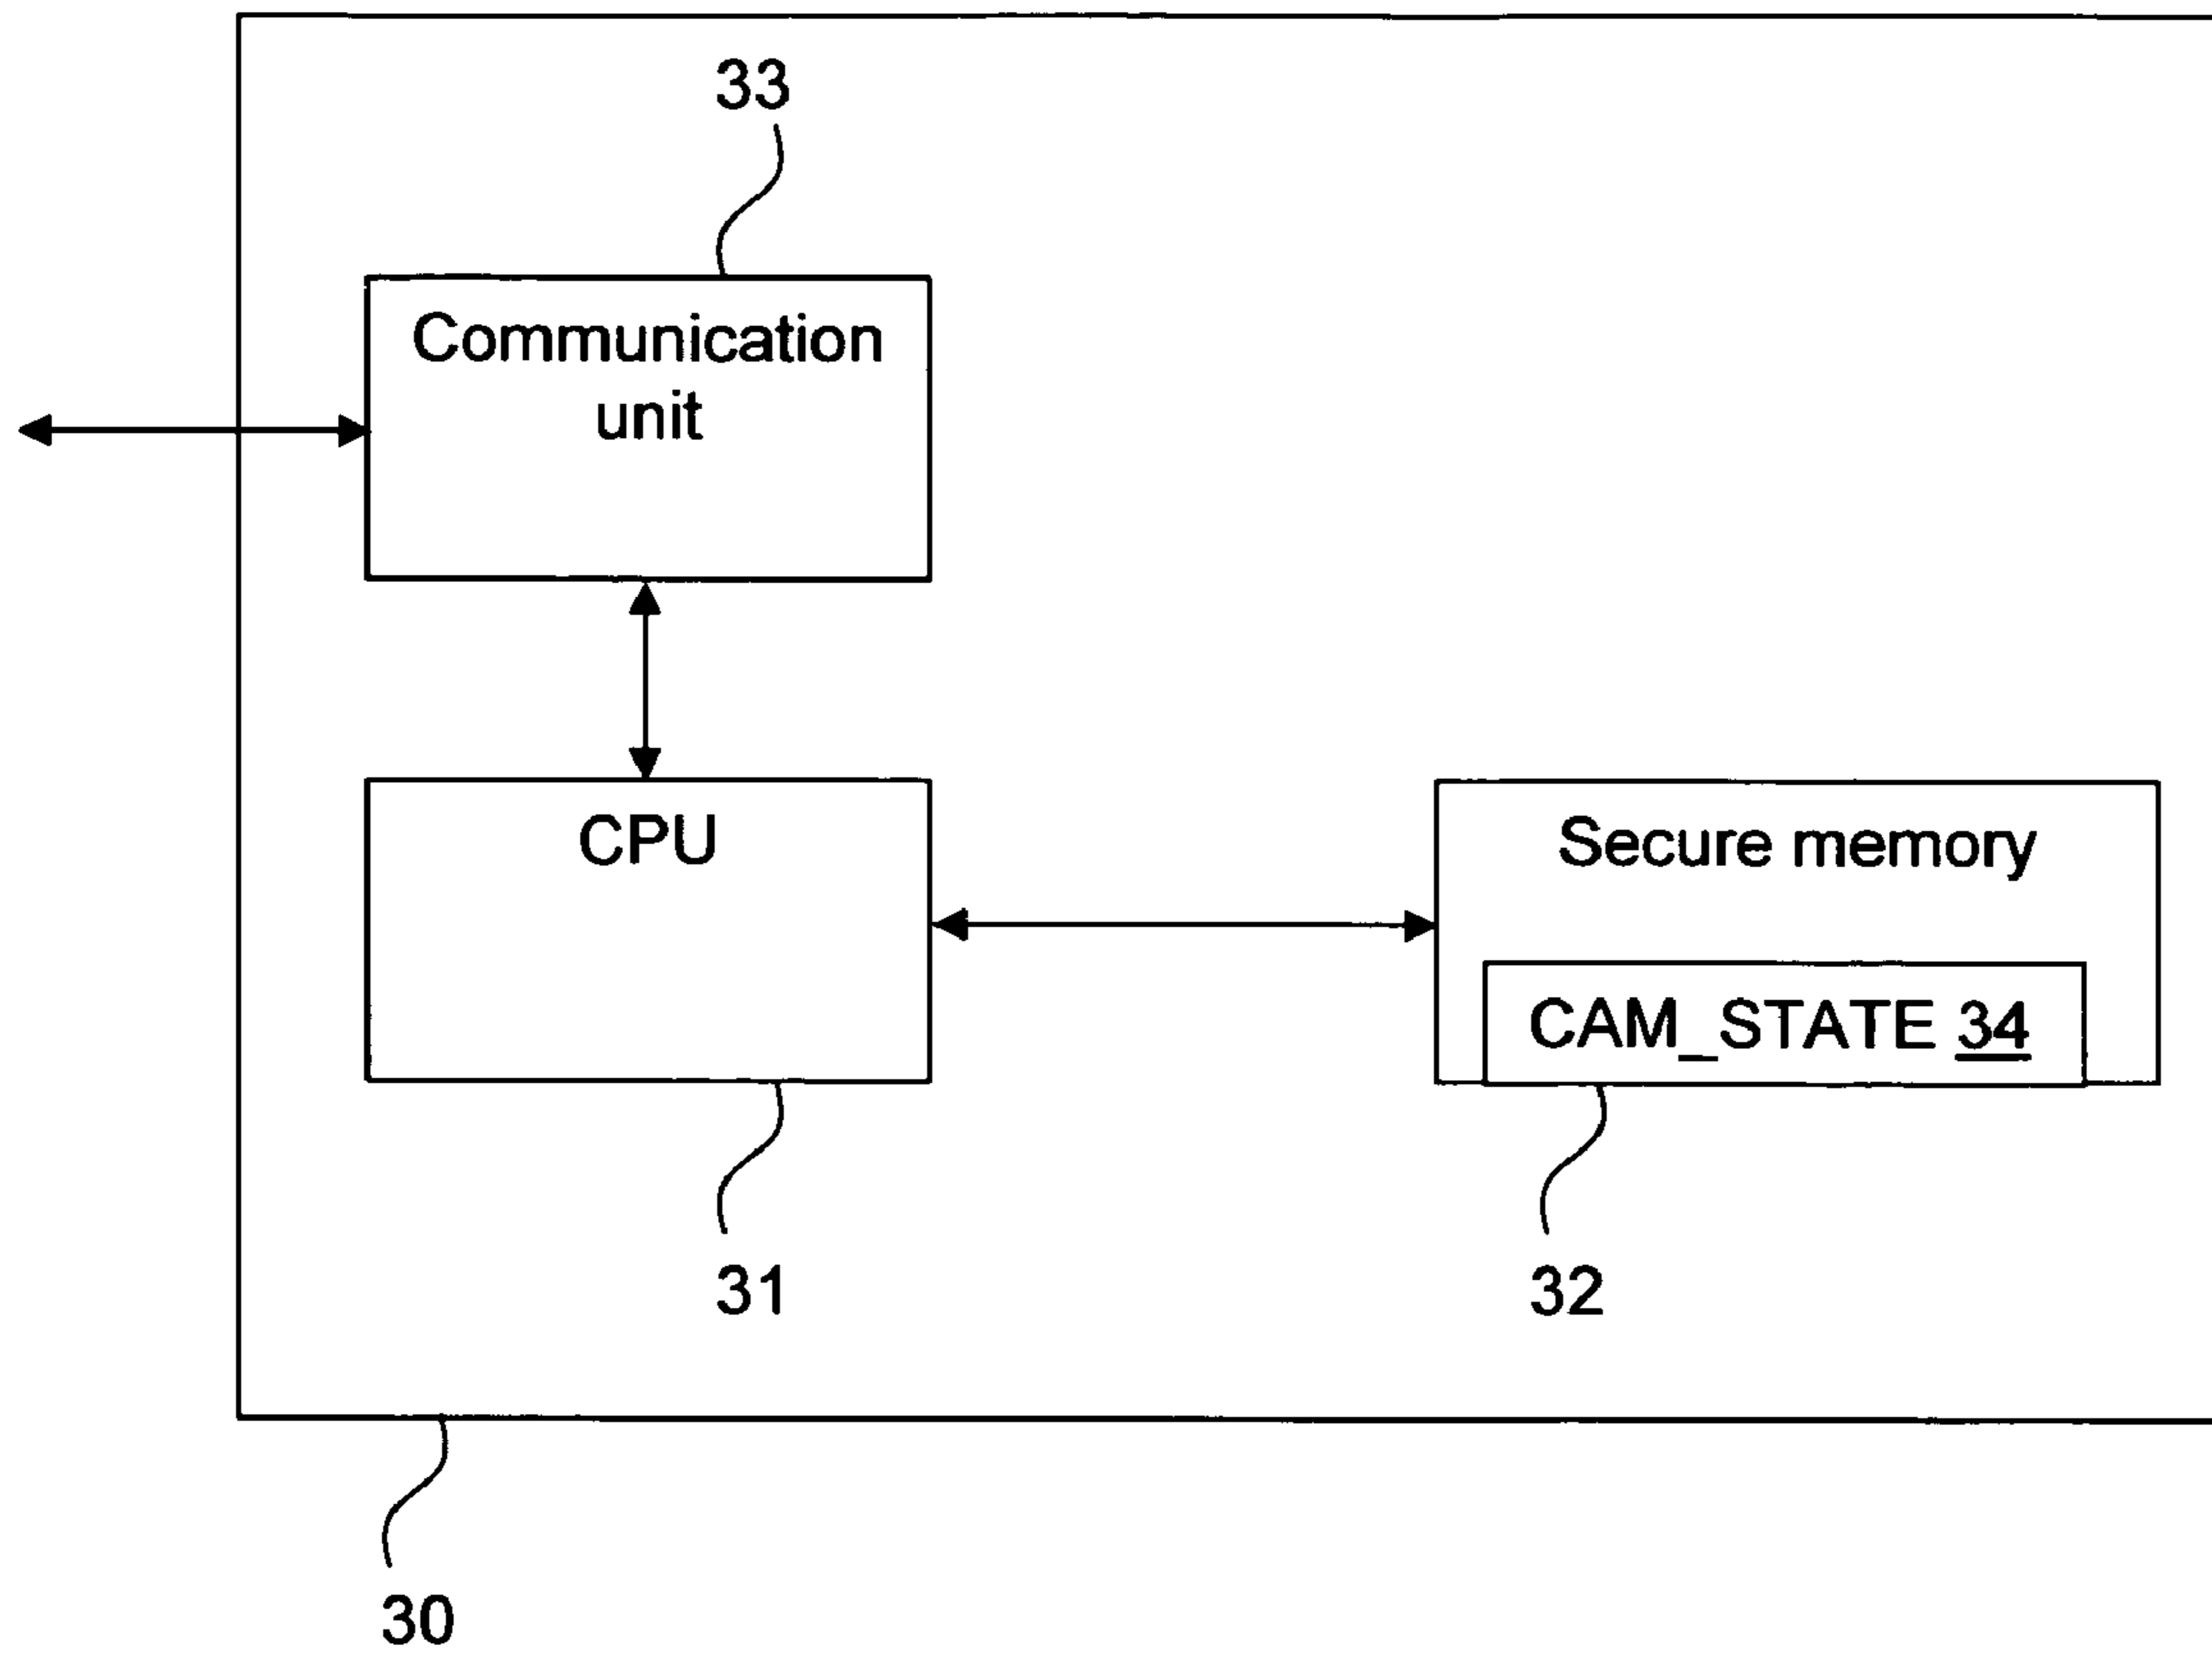 33
Communication
unit
CPU
Secure memory
CAM_STATE 34
31
32
30